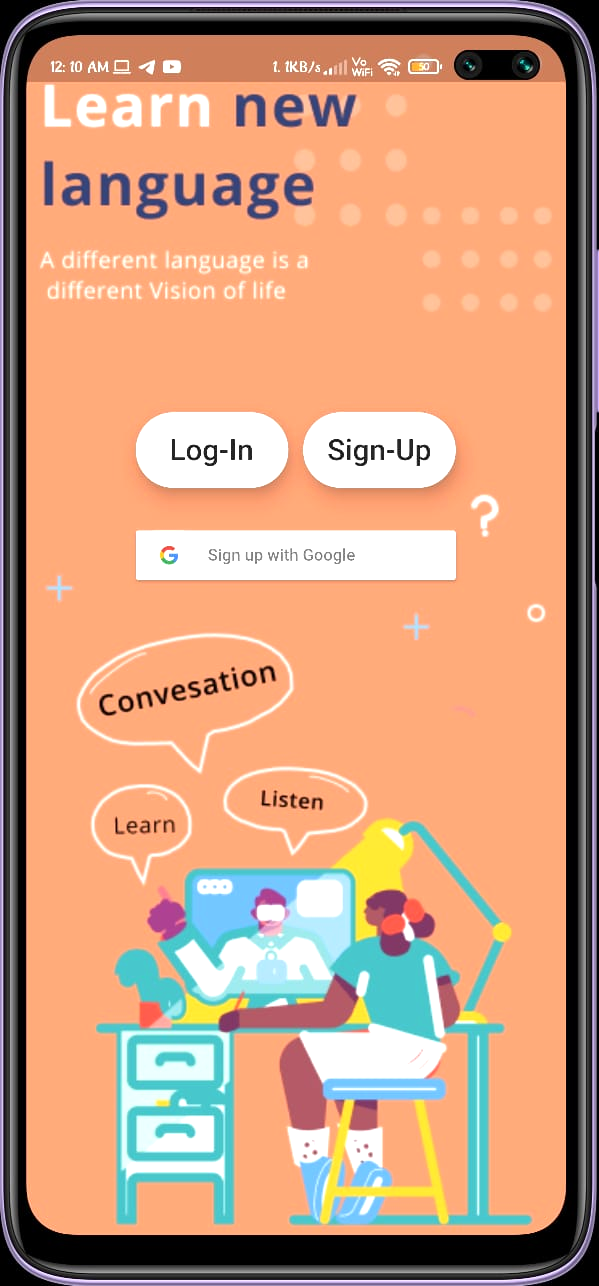 12: 10 AM
1. 1KB/s Vo WiFi 50
Learn new
language
A different language is a
different Vision of life
Log-In Sign-Up
Sign up with Google
Convesation
Listen
Learn